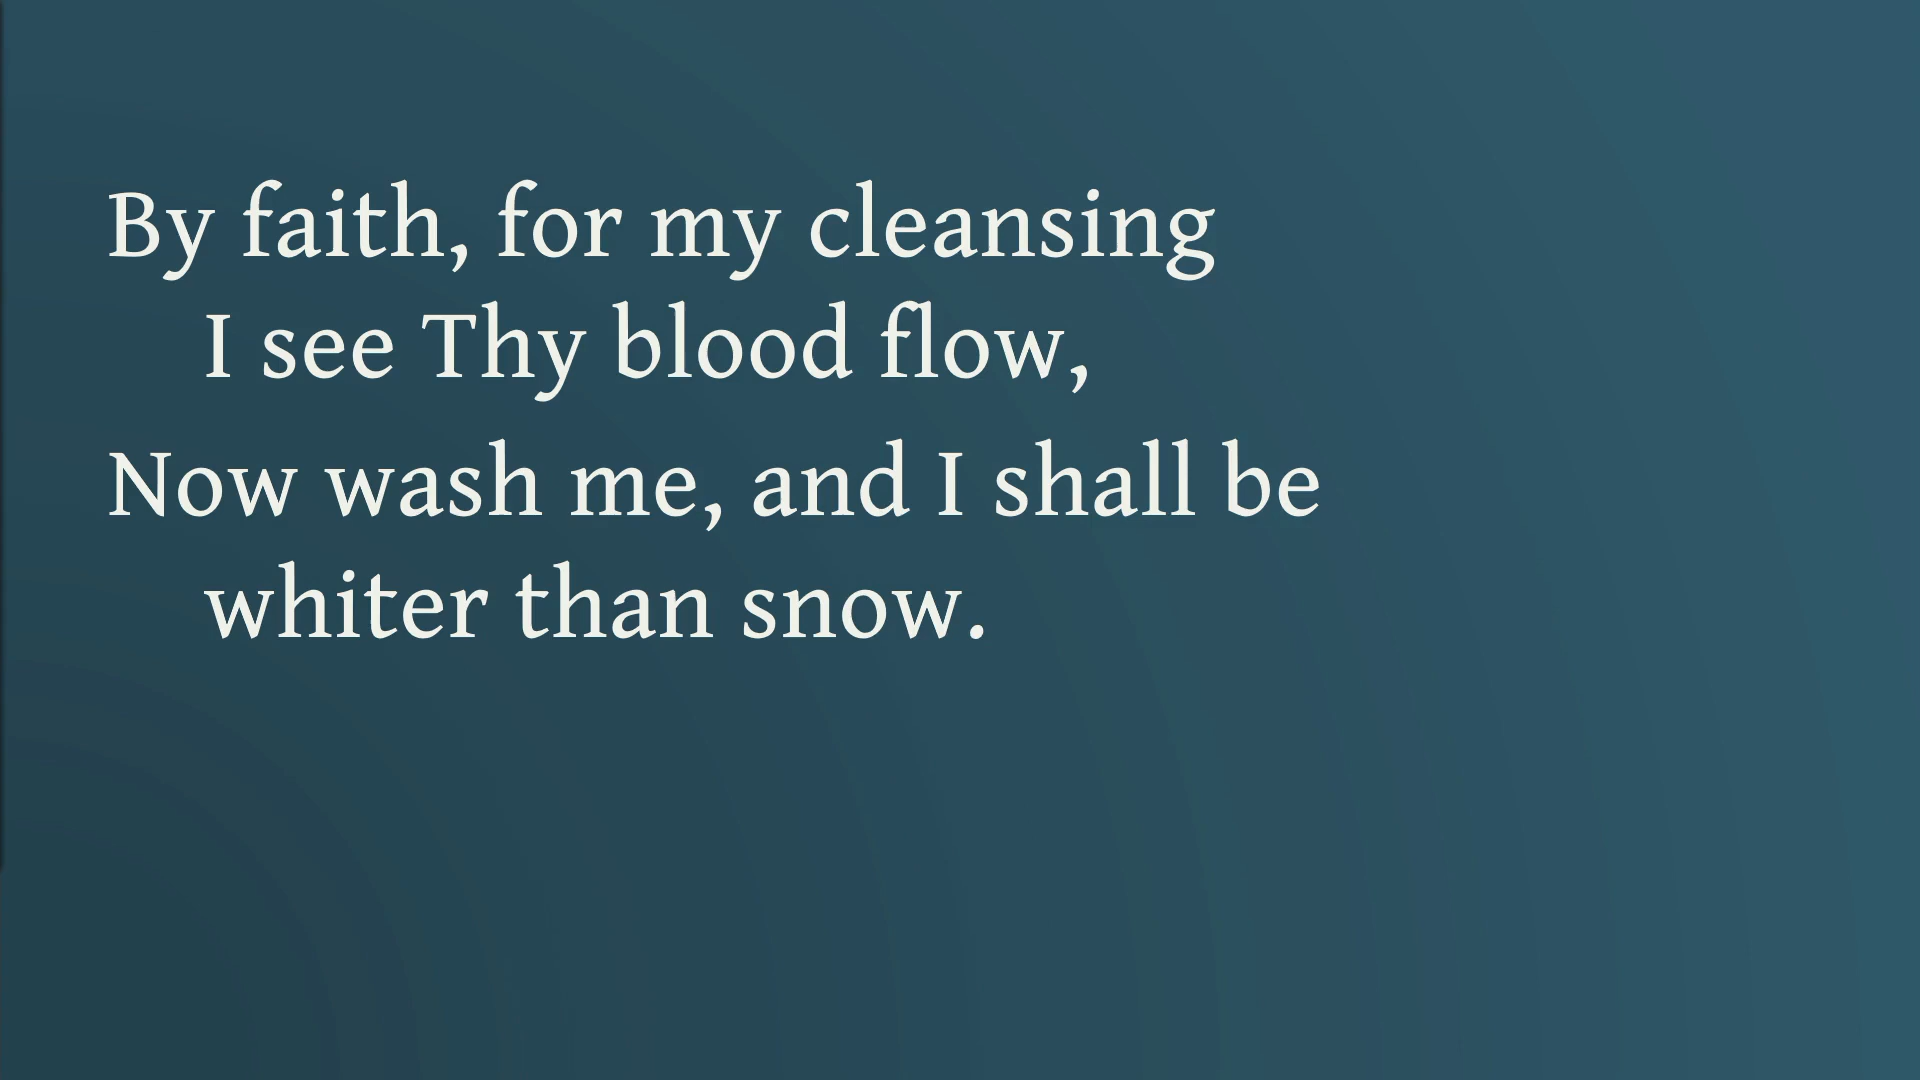 By faith, for my cleansing
I see Thy blood flow,
Now wash me, and I shall be
whiter than snow.